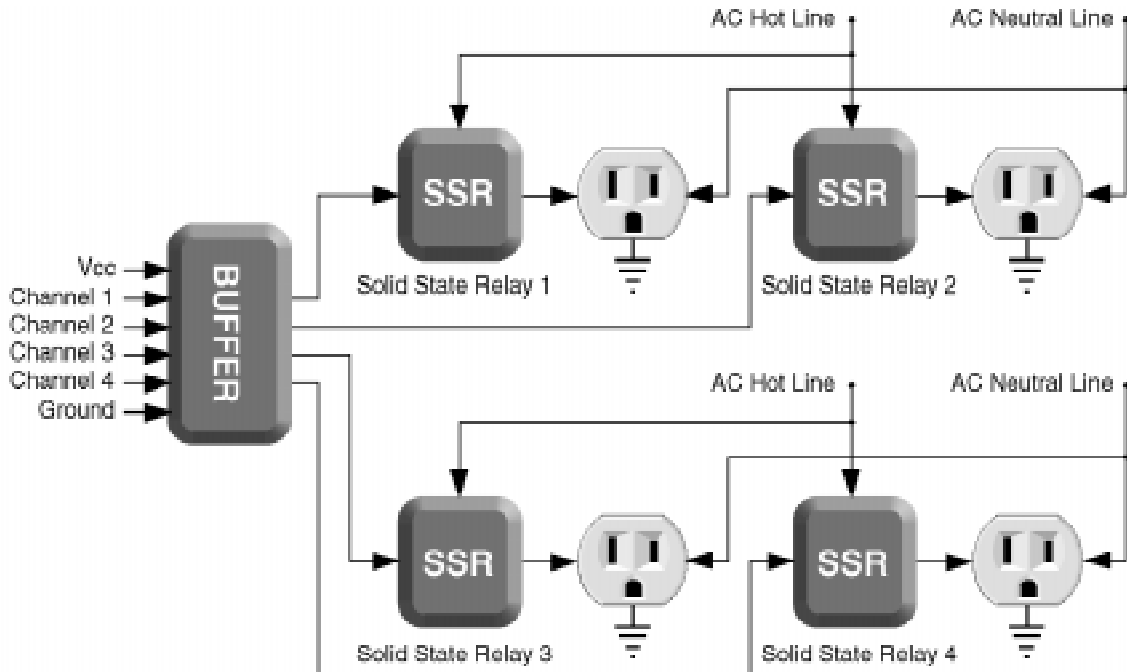 AC Hot Line
AC Neutral Line
SSR
SSR
Solid State Relay 1
Solid State Relay 2
Vcc
Channel 1
Channel 2
Channel 3
Channel 4
Ground
BUFFER
AC Hot Line
AC Neutral Line
SSR
SSR
Solid State Relay 3
Solid State Relay 4